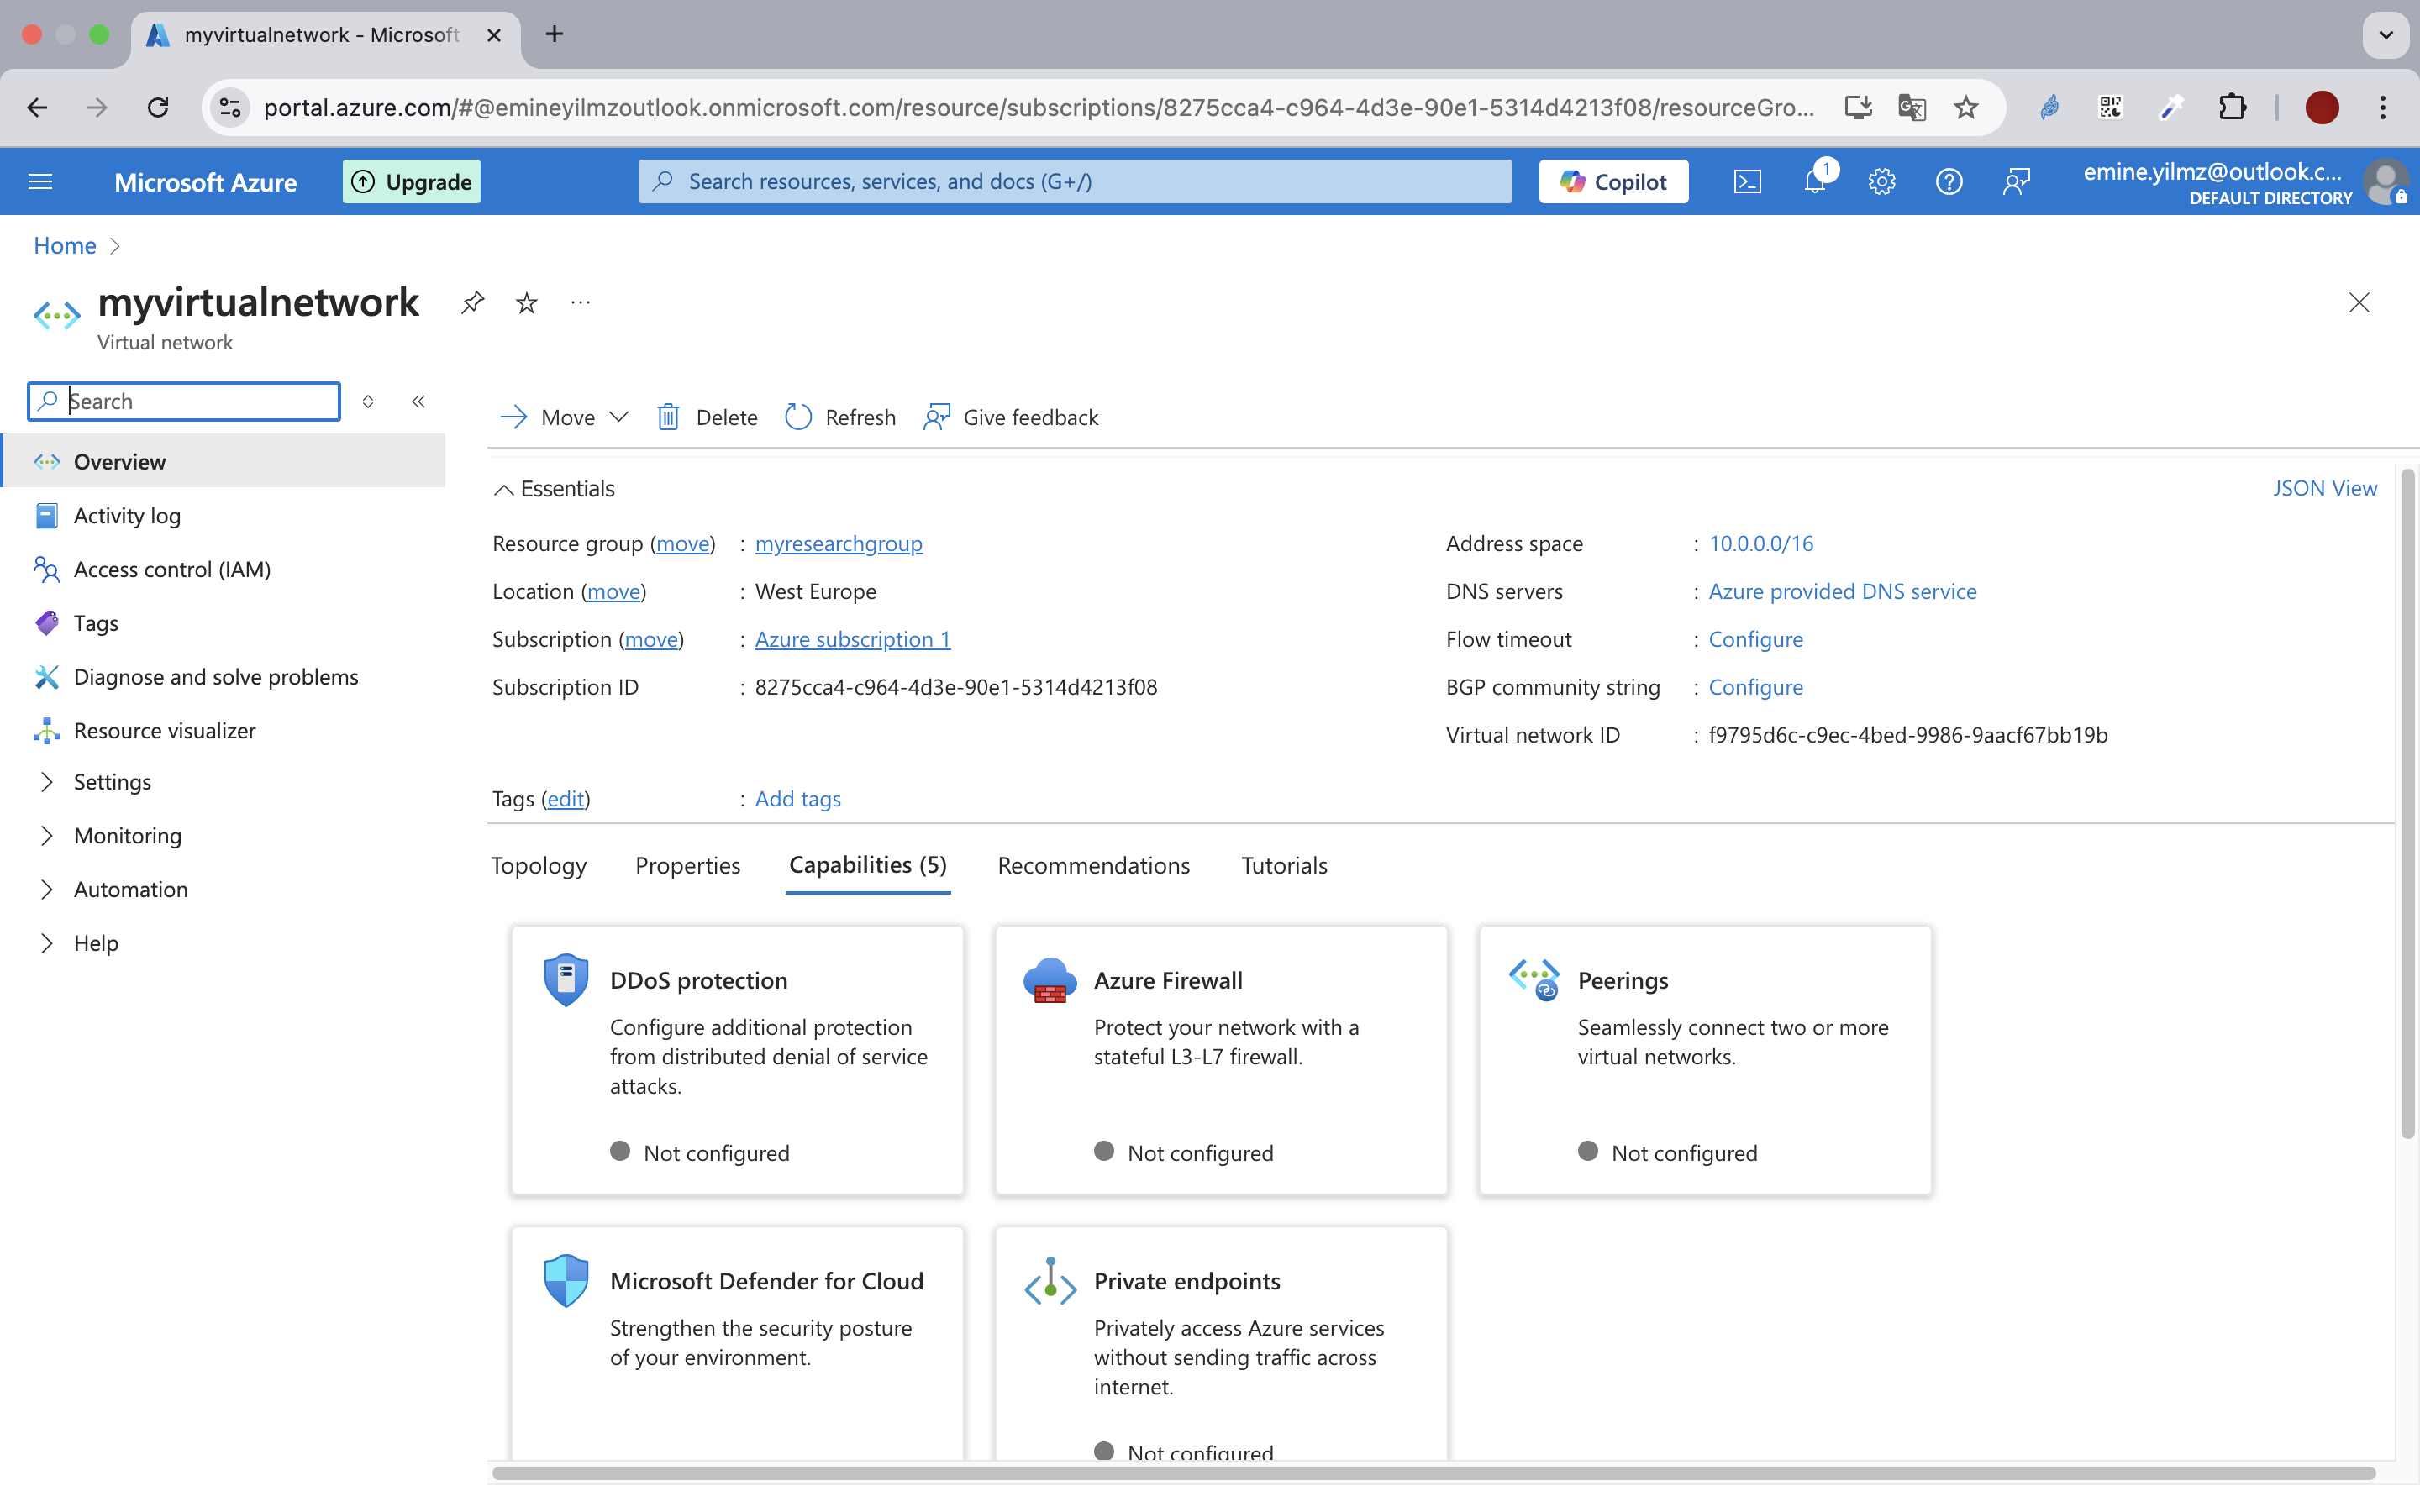 myvirtualnetwork - Microsoft
portal.azure.com/#@emineyilmzoutlook.onmicrosoft.com/resource/subscriptions/8275cca4-c964-4d3e-90e1-5314d4213f08/resourceGro...
Microsoft Azure
Upgrade
Search resources, services, and docs (G+/)
Copilot
1
emine.yilmz@outlook.c...
DEFAULT DIRECTORY
Home
myvirtualnetwork
Virtual network
Search
Overview
Activity log
Access control (IAM)
Tags
Diagnose and solve problems
Resource visualizer
Settings
Monitoring
Automation
Help
Move
Delete
Refresh
Give feedback
Essentials
JSON View
Resource group (move) : myresearchgroup
Location (move) : West Europe
Subscription (move) : Azure subscription 1
Subscription ID : 8275cca4-c964-4d3e-90e1-5314d4213f08
Address space : 10.0.0.0/16
DNS servers : Azure provided DNS service
Flow timeout : Configure
BGP community string : Configure
Virtual network ID : f9795d6c-c9ec-4bed-9986-9aacf67bb19b
Tags (edit) : Add tags
Topology
Properties
Capabilities (5)
Recommendations
Tutorials
DDoS protection
Configure additional protection
from distributed denial of service
attacks.
Not configured
Azure Firewall
Protect your network with a
stateful L3-L7 firewall.
Not configured
Peerings
Seamlessly connect two or more
virtual networks.
Not configured
Microsoft Defender for Cloud
Strengthen the security posture
of your environment.
Private endpoints
Privately access Azure services
without sending traffic across
internet.
Not configured